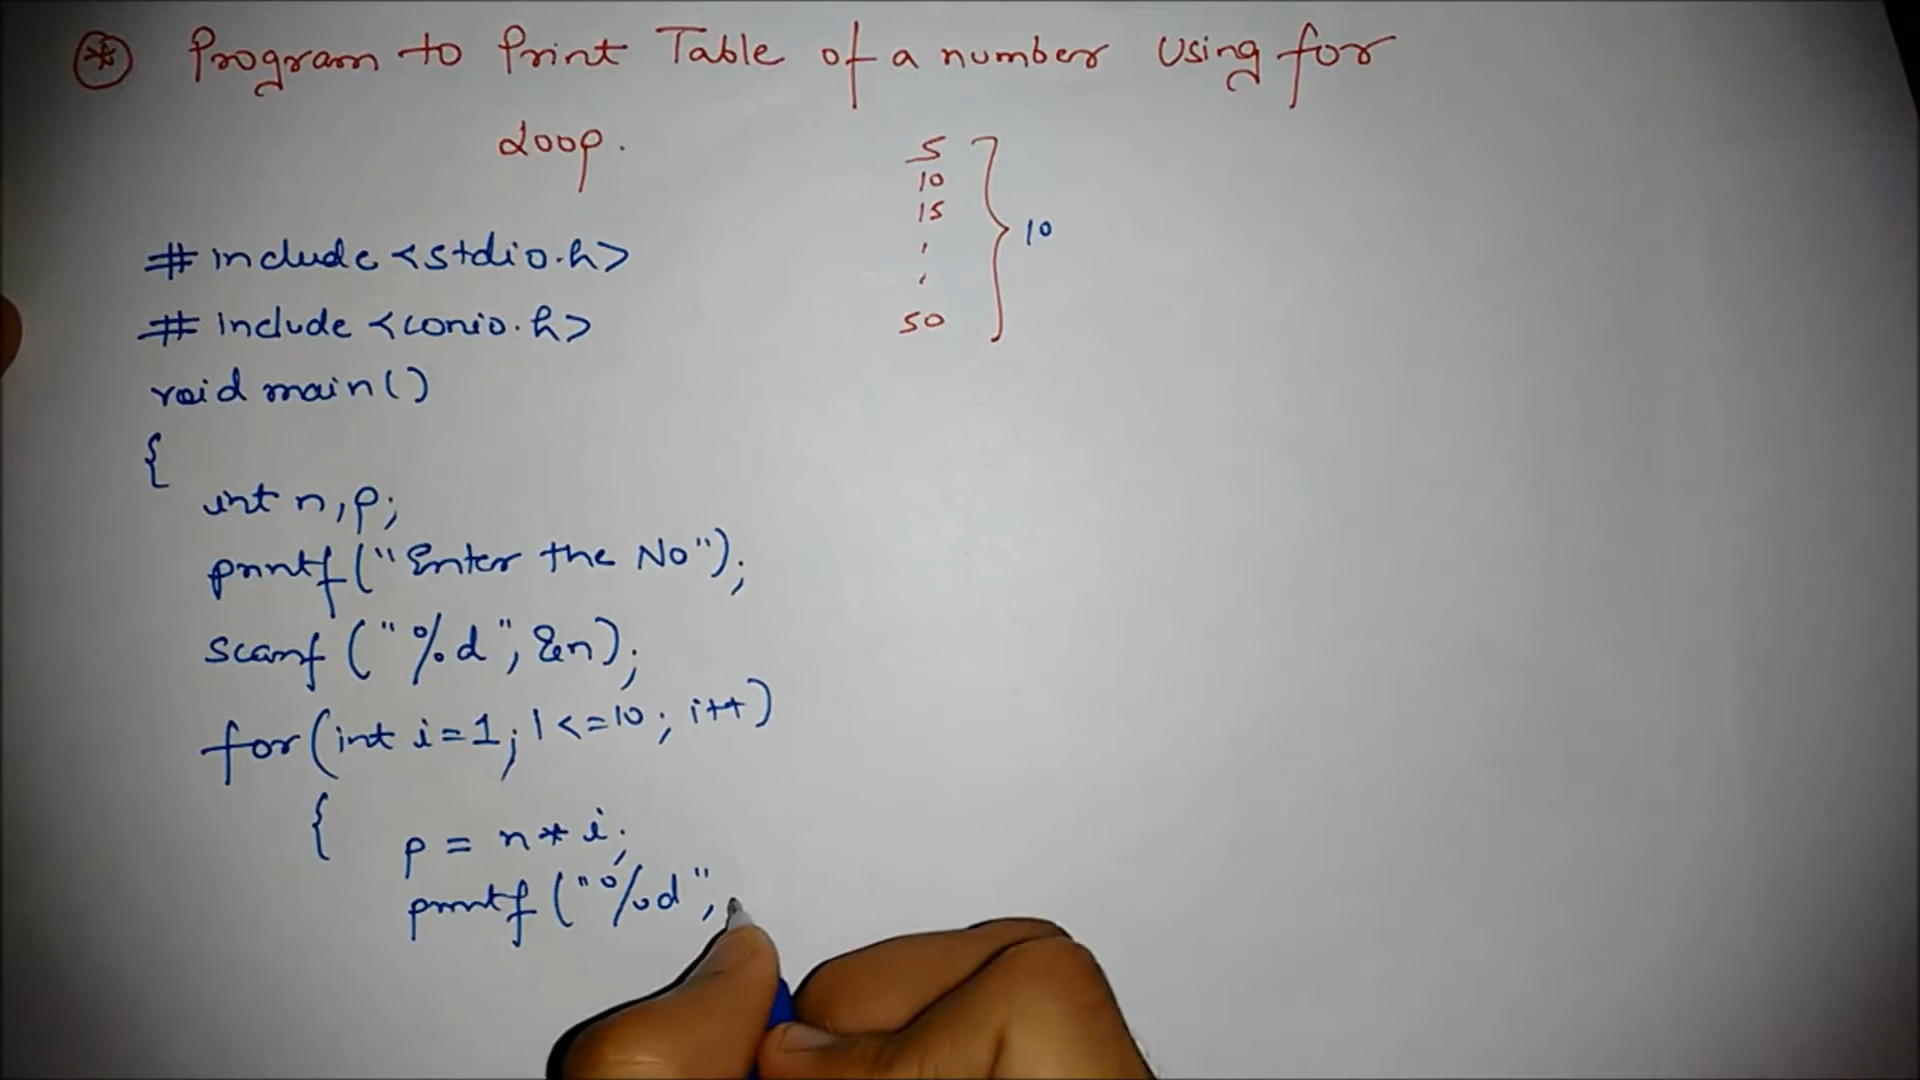 * Program to Print Table of a number Using for
Loop.
5
10
15
50
10
# include <stdio.h>
# include <conio.h>
void main()
{
int n,p;
printf("Enter the No");
scanf ("%d", &n);
for(int i=1; i<=10; i++)
{ p = n*i;
printf ("%d",